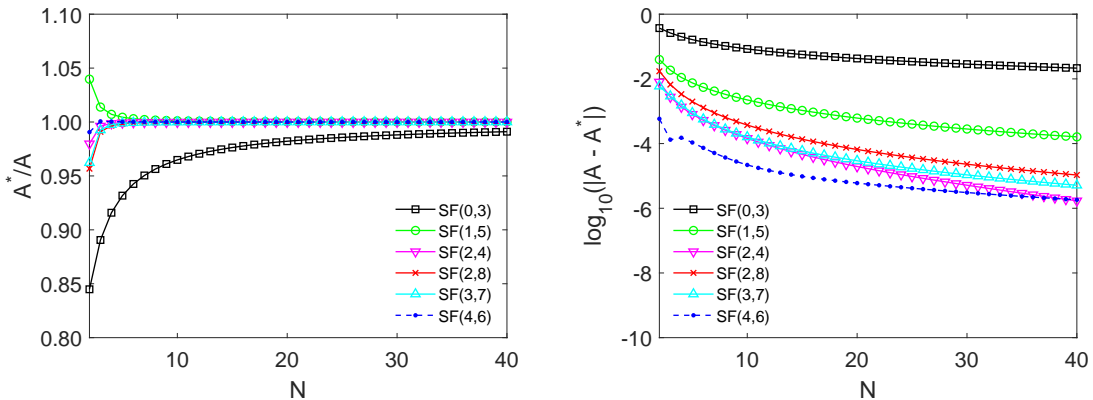 1.10
1.05
1.00
0.95
0.90
0.85
0.80
A*/A
10
20
30
40
N
SF(0,3)
SF(1,5)
SF(2,4)
SF(2,8)
SF(3,7)
SF(4,6)
0
-2
-4
-6
-8
-10
log10(|A - A*|)
10
20
30
40
N
SF(0,3)
SF(1,5)
SF(2,4)
SF(2,8)
SF(3,7)
SF(4,6)